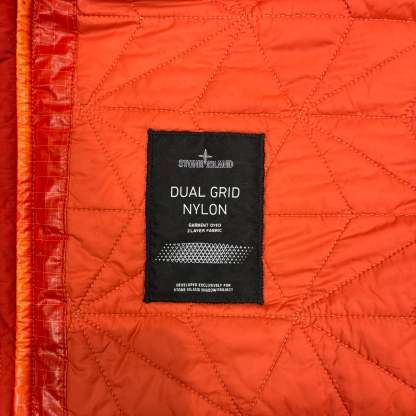 STONE ISLAND
DUAL GRID
NYLON
GARMENT DYED
2 LAYER FABRIC
DEVELOPED EXCLUSIVELY FOR
STONE ISLAND SHADOW PROJECT